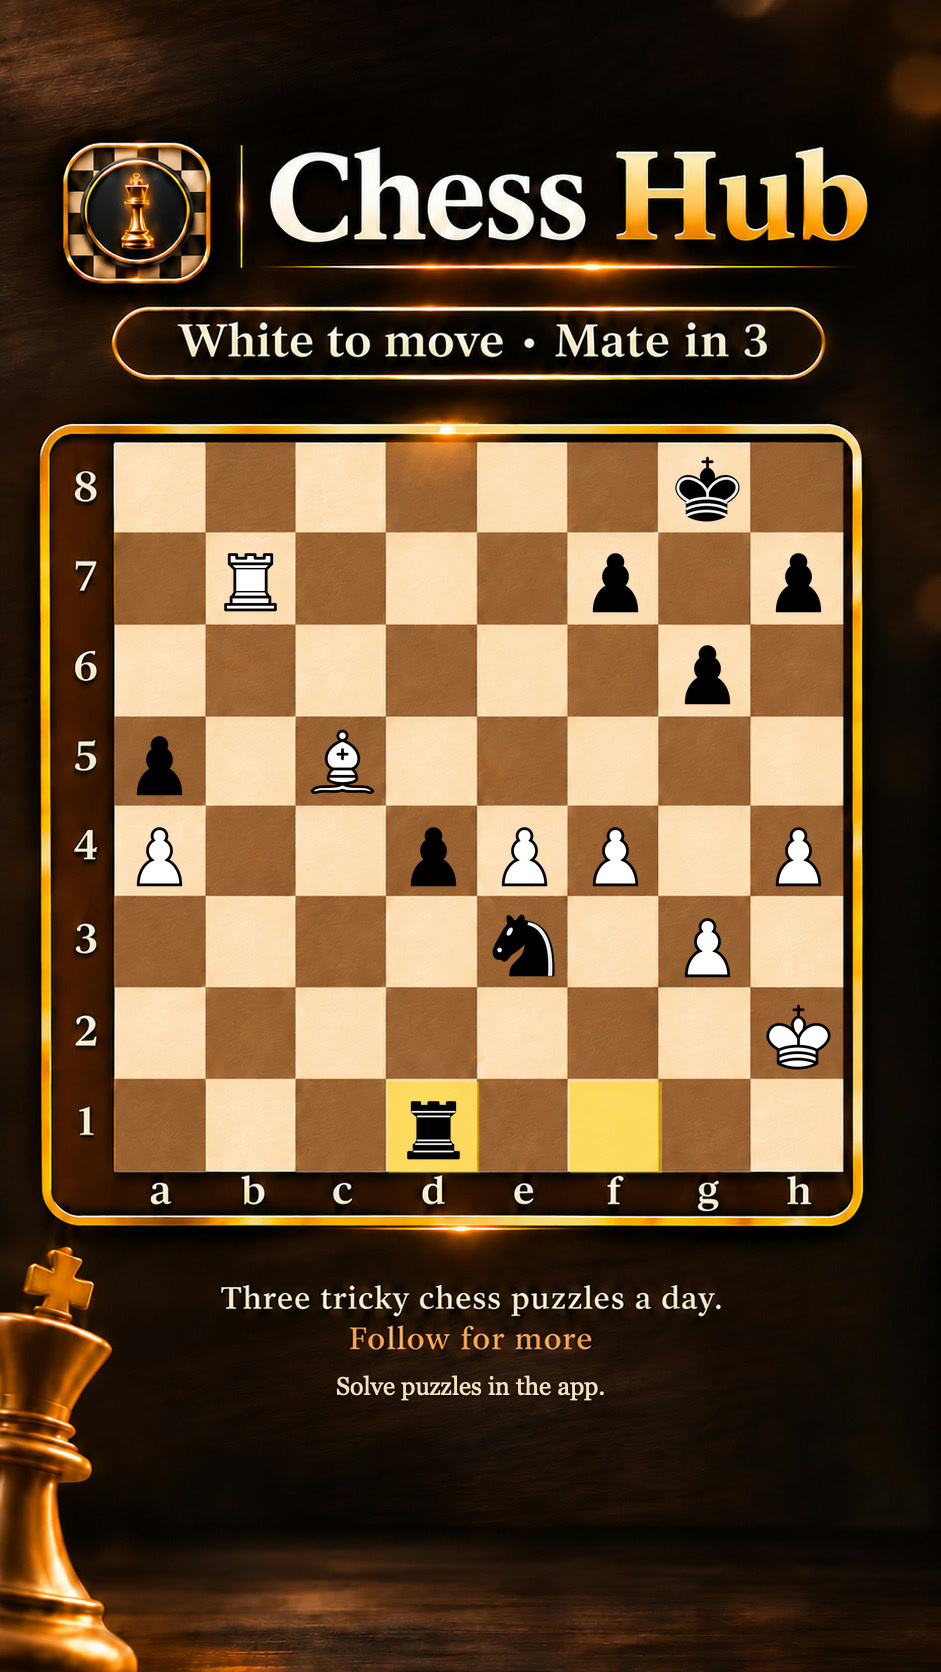 Chess Hub
White to move • Mate in 3
8
7
6
5
4
3
2
1
a b c d e f g h
Three tricky chess puzzles a day.
Follow for more
Solve puzzles in the app.